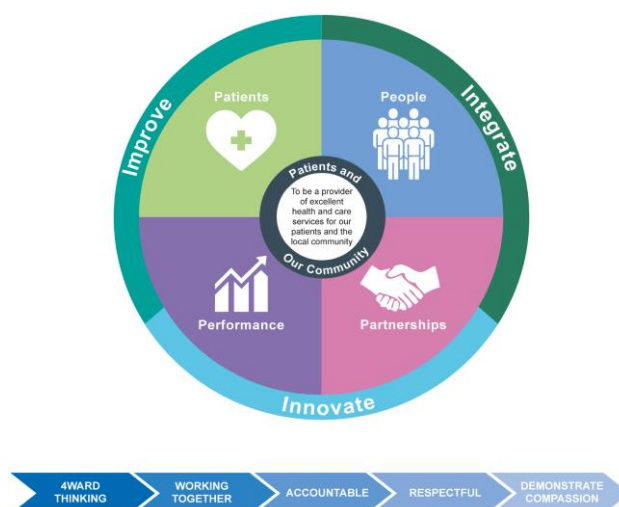 Improve
Integrate
Innovate
Patients
People
Patients and
To be a provider
of excellent
health and care
services for our
patients and the
local community
Our Community
Performance
Partnerships
4WARD
THINKING
WORKING
TOGETHER
ACCOUNTABLE
RESPECTFUL
DEMONSTRATE
COMPASSION